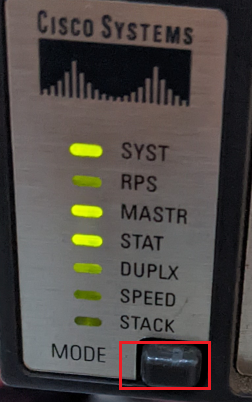 CISCO SYSTEMS
SYST
RPS
MASTR
STAT
DUPLX
SPEED
STACK
MODE